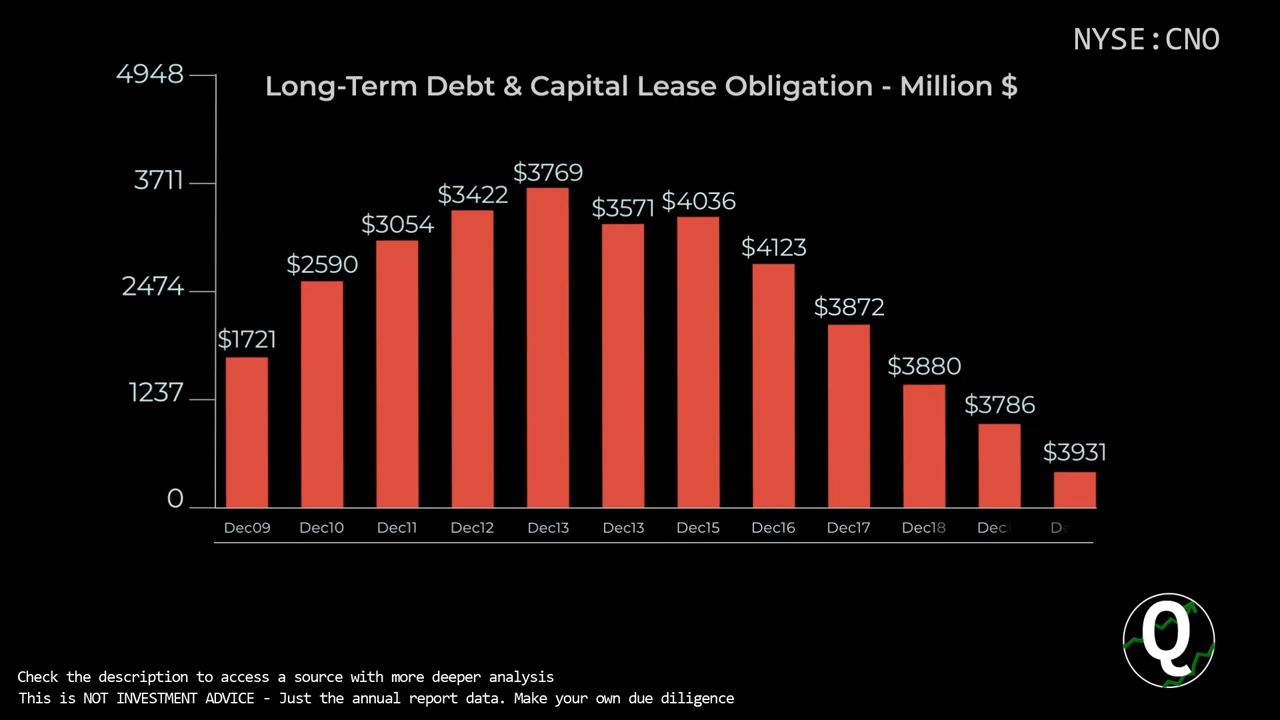 NYSE:CNO
Long-Term Debt & Capital Lease Obligation - Million $
4948
3711
2474
1237
0
$1721
$2590
$3054
$3422
$3769
$3571
$4036
$4123
$3872
$3880
$3786
$3931
Dec09 Dec10 Dec11 Dec12 Dec13 Dec13 Dec15 Dec16 Dec17 Dec18 Dec
Q
Check the description to access a source with more deeper analysis
This is NOT INVESTMENT ADVICE - Just the annual report data. Make your own due diligence